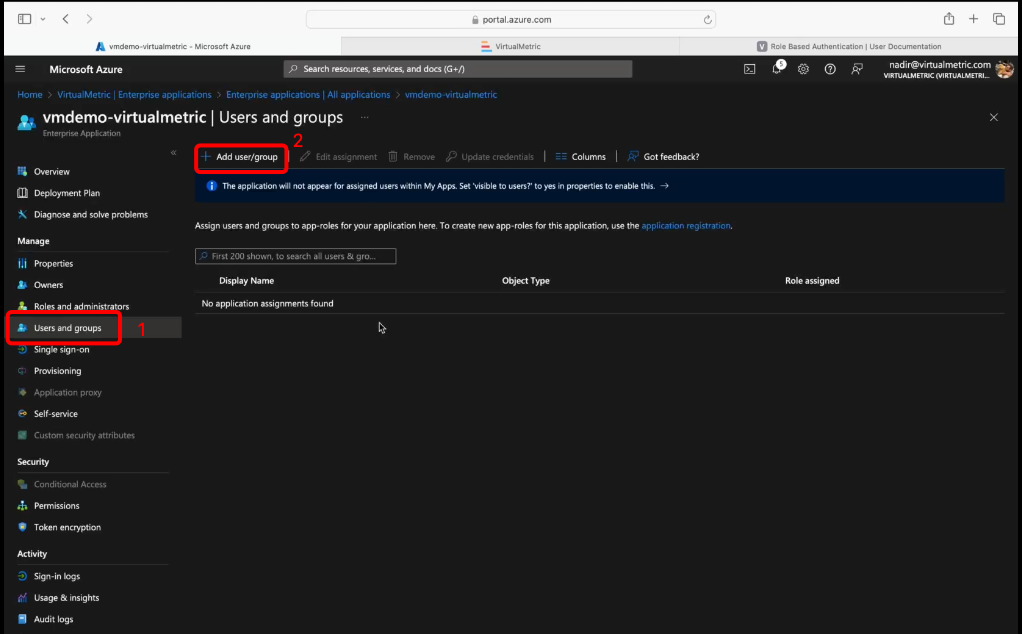 portal.azure.com
vmdemo-virtualmetric - Microsoft Azure
VirtualMetric
Role Based Authentication | User Documentation
Microsoft Azure
Search resources, services, and docs (G+/)
5
nadir@virtualmetric.com
VIRTUALMETRIC (VIRTUALMETRI...
Home > VirtualMetric | Enterprise applications > Enterprise applications | All applications > vmdemo-virtualmetric
vmdemo-virtualmetric | Users and groups ...
Enterprise Application
2
+ Add user/group
Edit assignment
Remove
Update credentials
Columns
Got feedback?
The application will not appear for assigned users within My Apps. Set 'visible to users?' to yes in properties to enable this. →
Assign users and groups to app-roles for your application here. To create new app-roles for this application, use the application registration.
First 200 shown, to search all users & gro...
Display Name
Object Type
Role assigned
No application assignments found
Overview
Deployment Plan
Diagnose and solve problems
Manage
Properties
Owners
Roles and administrators
Users and groups
1
Single sign-on
Provisioning
Application proxy
Self-service
Custom security attributes
Security
Conditional Access
Permissions
Token encryption
Activity
Sign-in logs
Usage & insights
Audit logs